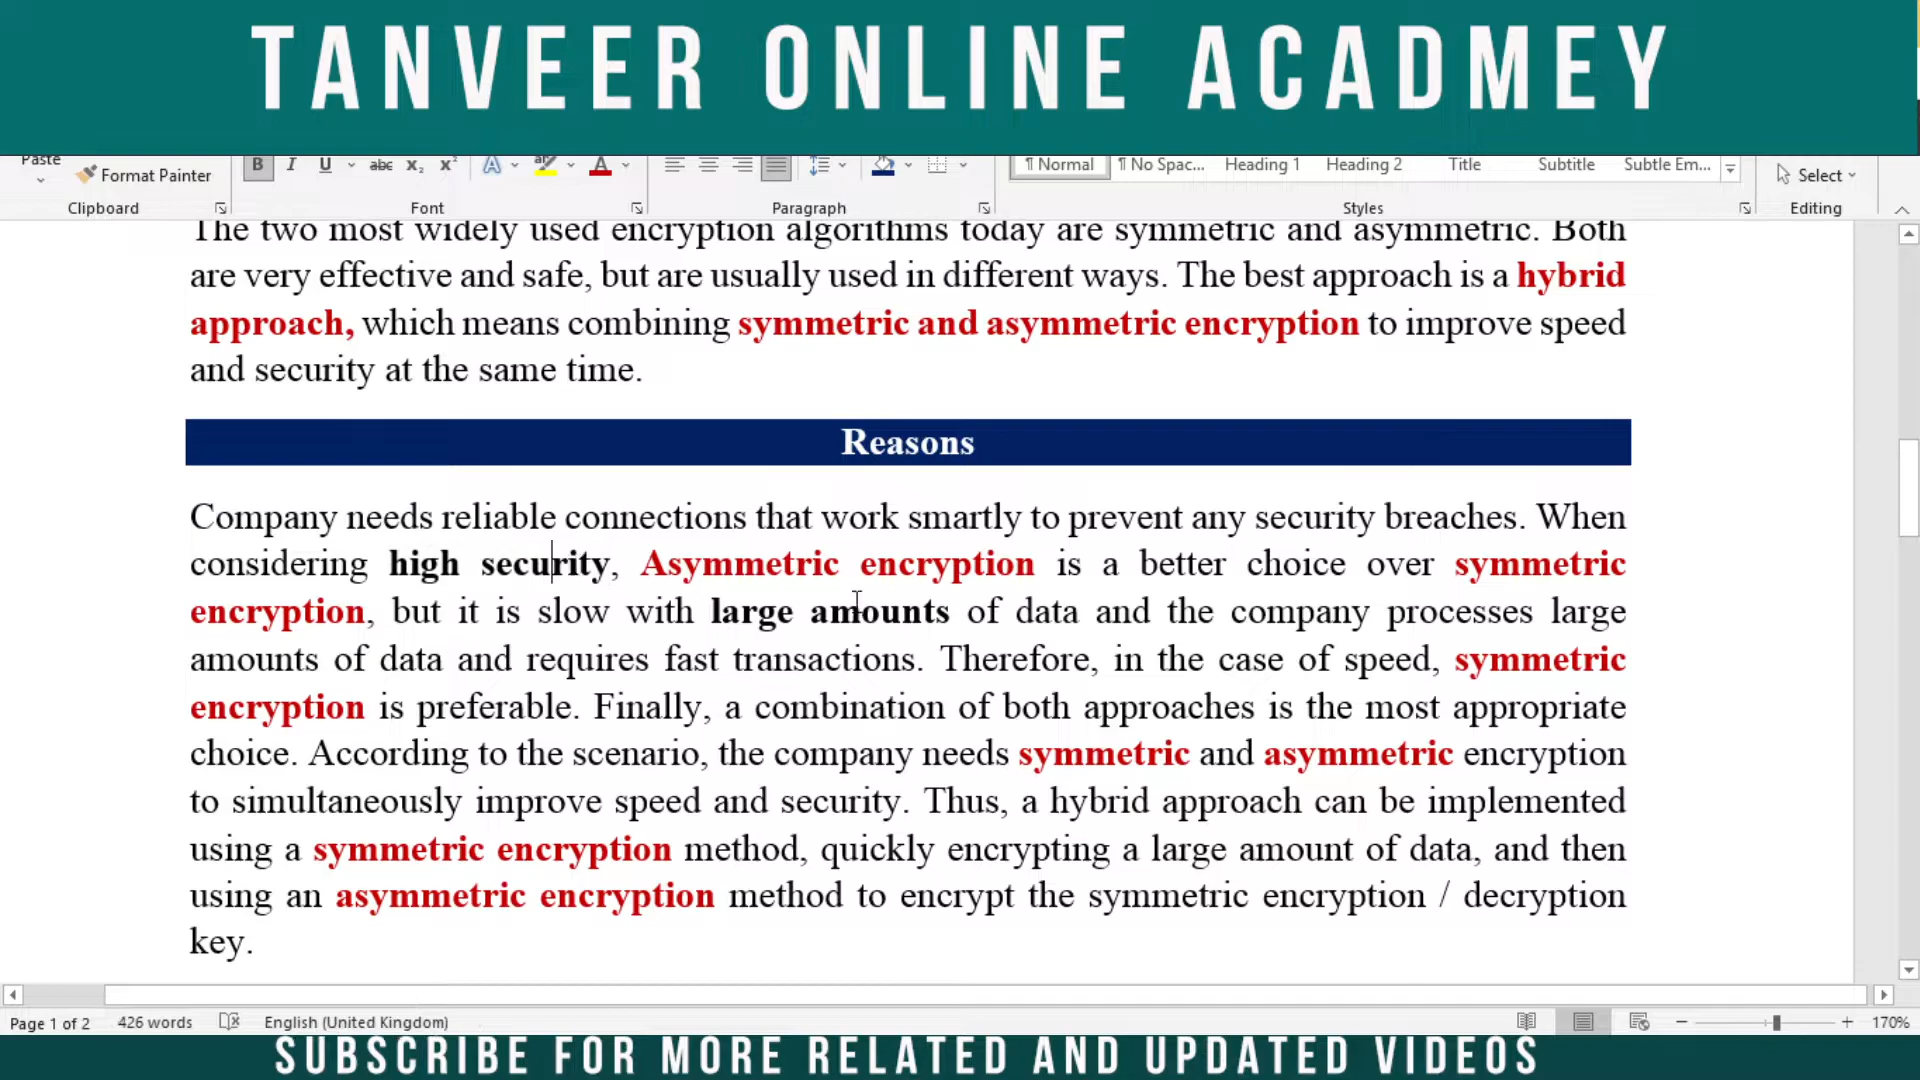 TANVEER ONLINE ACADMEY
Paste
Format Painter
B I U abc x₂ x² A A
¶ Normal ¶ No Spac... Heading 1 Heading 2 Title Subtitle Subtle Em...
Select
Clipboard Font Paragraph Styles Editing
The two most widely used encryption algorithms today are symmetric and asymmetric. Both
are very effective and safe, but are usually used in different ways. The best approach is a hybrid
approach, which means combining symmetric and asymmetric encryption to improve speed
and security at the same time.
Reasons
Company needs reliable connections that work smartly to prevent any security breaches. When
considering high security, Asymmetric encryption is a better choice over symmetric
encryption, but it is slow with large amounts of data and the company processes large
amounts of data and requires fast transactions. Therefore, in the case of speed, symmetric
encryption is preferable. Finally, a combination of both approaches is the most appropriate
choice. According to the scenario, the company needs symmetric and asymmetric encryption
to simultaneously improve speed and security. Thus, a hybrid approach can be implemented
using a symmetric encryption method, quickly encrypting a large amount of data, and then
using an asymmetric encryption method to encrypt the symmetric encryption / decryption
key.
Page 1 of 2 426 words English (United Kingdom) 170%
SUBSCRIBE FOR MORE RELATED AND UPDATED VIDEOS